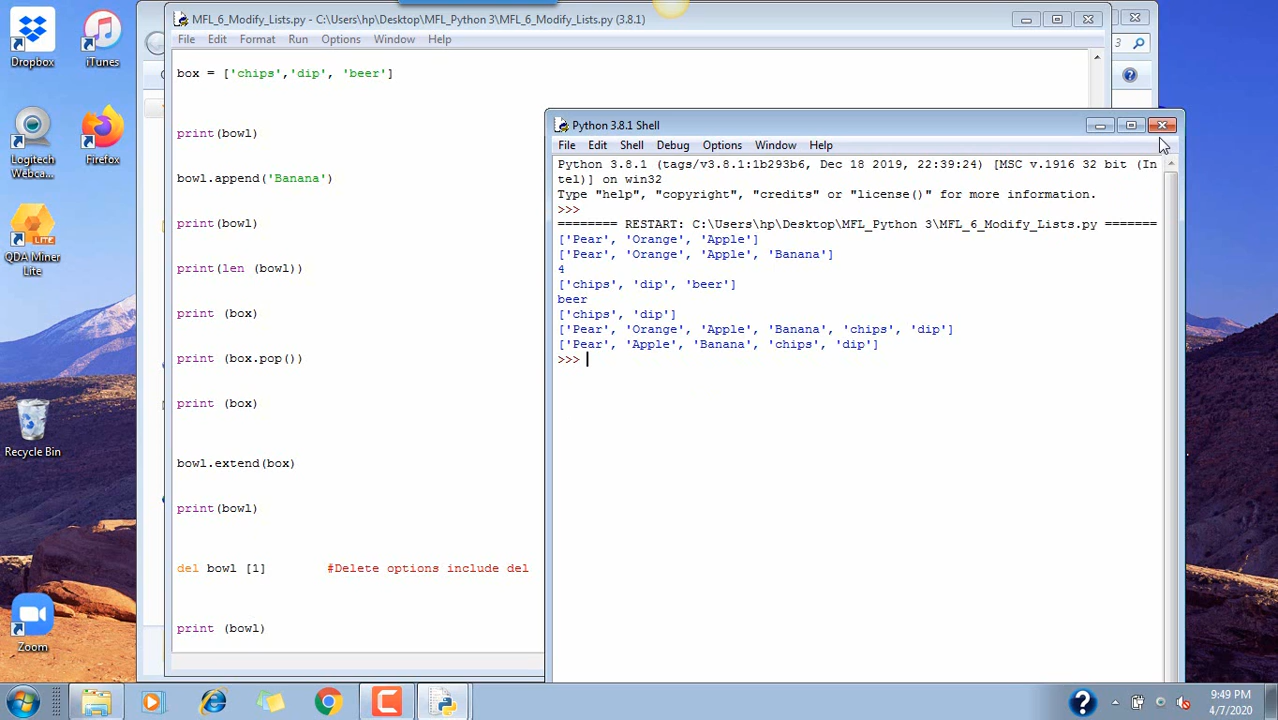 Dropbox
iTunes
Logitech
Webca...
Firefox
QDA Miner
Lite
Recycle Bin
Zoom
MFL_6_Modify_Lists.py - C:\Users\hp\Desktop\MFL_Python 3\MFL_6_Modify_Lists.py (3.8.1)
File Edit Format Run Options Window Help
box = ['chips','dip', 'beer']
print(bowl)
bowl.append('Banana')
print(bowl)
print(len (bowl))
print (box)
print (box.pop())
print (box)
bowl.extend(box)
print(bowl)
del bowl [1] #Delete options include del
print (bowl)
3
Python 3.8.1 Shell
File Edit Shell Debug Options Window Help
Python 3.8.1 (tags/v3.8.1:1b293b6, Dec 18 2019, 22:39:24) [MSC v.1916 32 bit (In
tel)] on win32
Type "help", "copyright", "credits" or "license()" for more information.
>>>
======== RESTART: C:\Users\hp\Desktop\MFL_Python 3\MFL_6_Modify_Lists.py =======
['Pear', 'Orange', 'Apple']
['Pear', 'Orange', 'Apple', 'Banana']
4
['chips', 'dip', 'beer']
beer
['chips', 'dip']
['Pear', 'Orange', 'Apple', 'Banana', 'chips', 'dip']
['Pear', 'Apple', 'Banana', 'chips', 'dip']
>>>
9:49 PM
4/7/2020